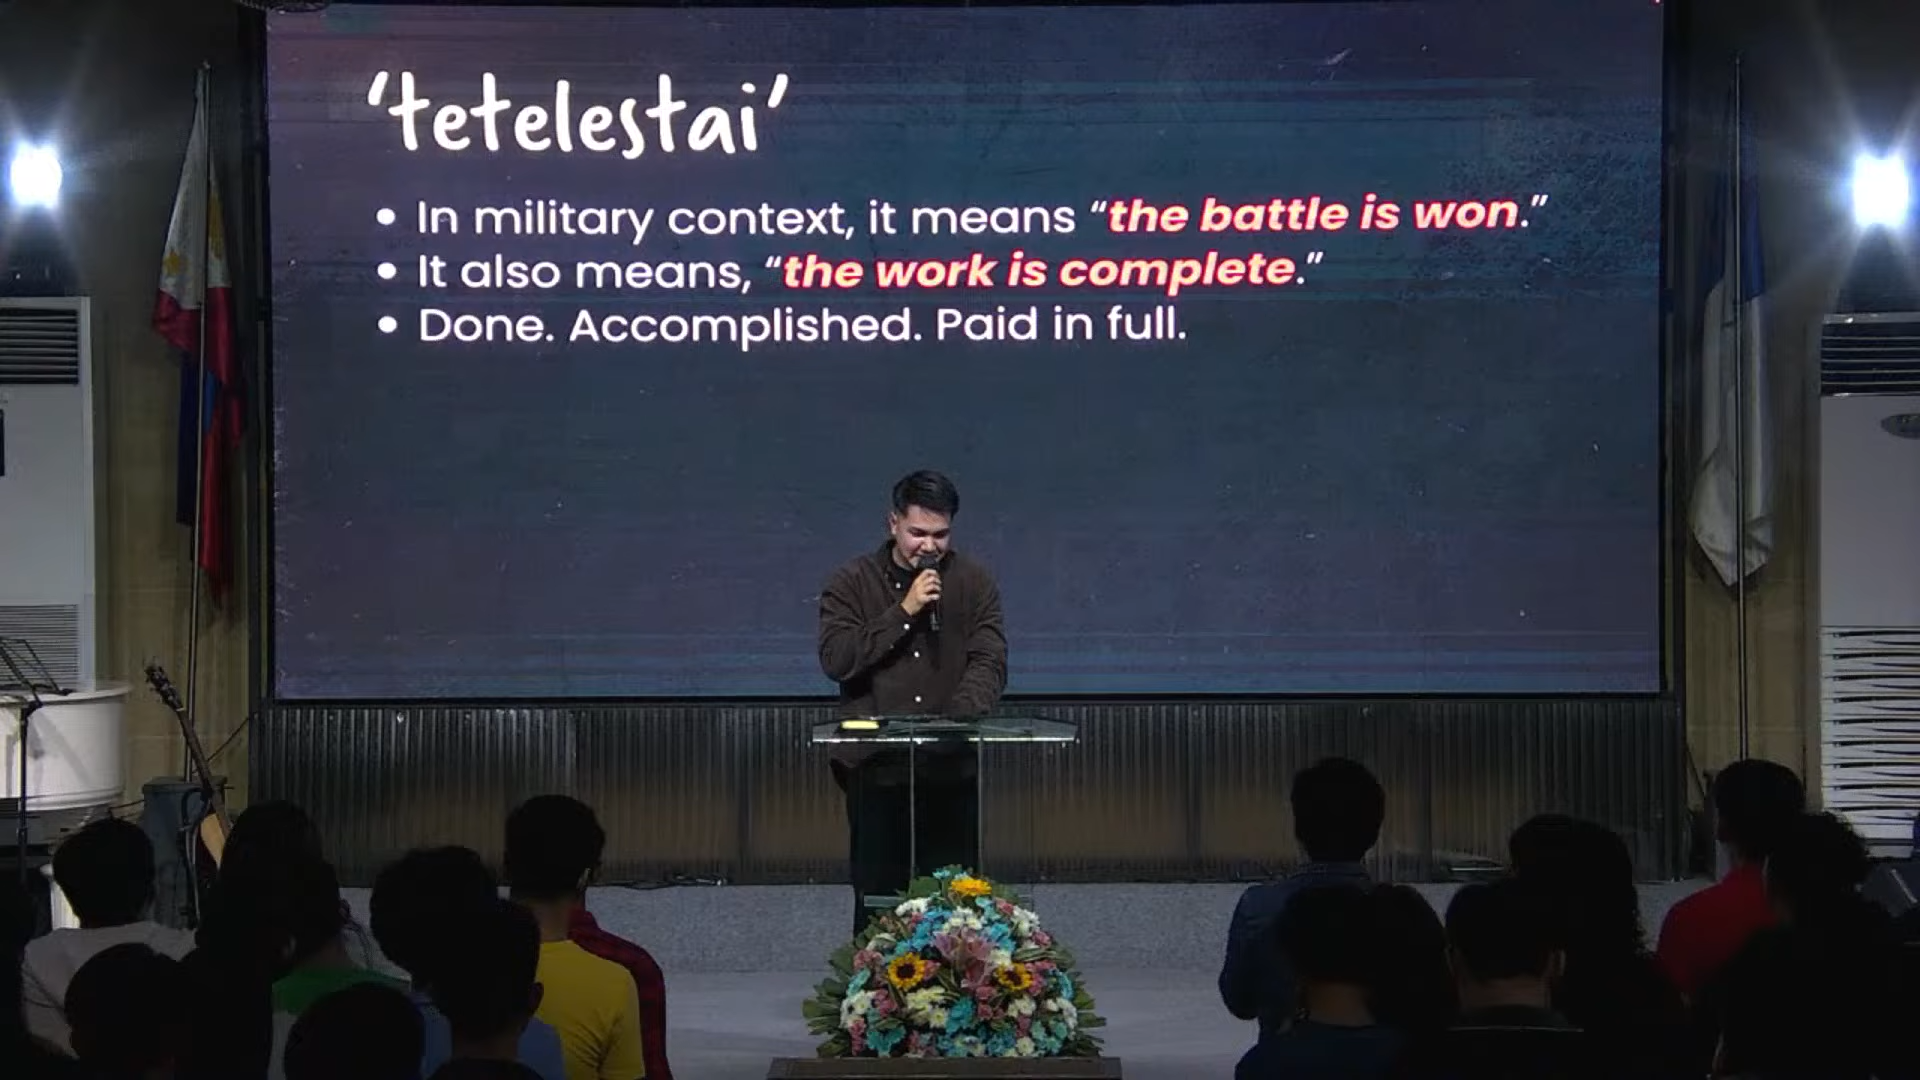 ‘tetelestai’
• In military context, it means “the battle is won.”
• It also means, “the work is complete.”
• Done. Accomplished. Paid in full.